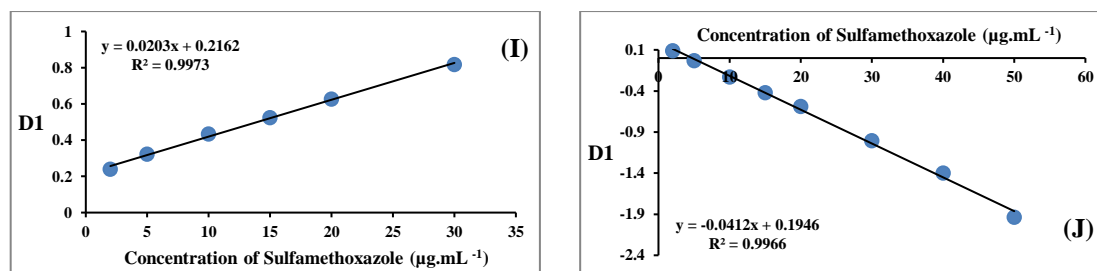 1
y = 0.0203x + 0.2162
R² = 0.9973
(I)
0.8
0.6
D1
0.4
0.2
0
0 5 10 15 20 25 30 35
Concentration of Sulfamethoxazole (µg.mL ⁻¹)
Concentration of Sulfamethoxazole (µg.mL ⁻¹)
0.1
0 10 20 30 40 50 60
-0.4
-0.9
D1
-1.4
-1.9
y = -0.0412x + 0.1946
R² = 0.9966
(J)
-2.4